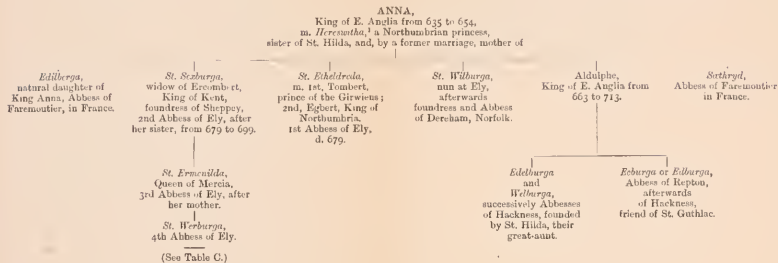 ANNA,
King of E. Anglia from 635 to 654,
m. Hereswitha,¹ a Northumbrian princess,
sister of St. Hilda, and, by a former marriage, mother of
Edilberga,
natural daughter of
King Anna, Abbess of
Faremoutier, in France.
St. Sexburga,
widow of Ercombert,
King of Kent,
foundress of Sheppey,
2nd Abbess of Ely, after
her sister, from 679 to 699.
St. Etheldreda,
m. 1st, Tombert,
prince of the Girwiens;
2nd, Egbert, King of
Northumbria.
1st Abbess of Ely,
d. 679.
St. Wilburga,
nun at Ely,
afterwards
foundress and Abbess
of Dereham, Norfolk.
Aldulphe,
King of E. Anglia from
663 to 713.
Sœthryd,
Abbess of Faremoutier
in France.
St. Ermenilda,
Queen of Mercia,
3rd Abbess of Ely, after
her mother.
St. Werburga,
4th Abbess of Ely.
(See Table C.)
Edelburga
and
Welburga,
successively Abbesses
of Hackness, founded
by St. Hilda, their
great-aunt.
Ecburga or Edburga,
Abbess of Repton,
afterwards
of Hackness,
friend of St. Guthlac.